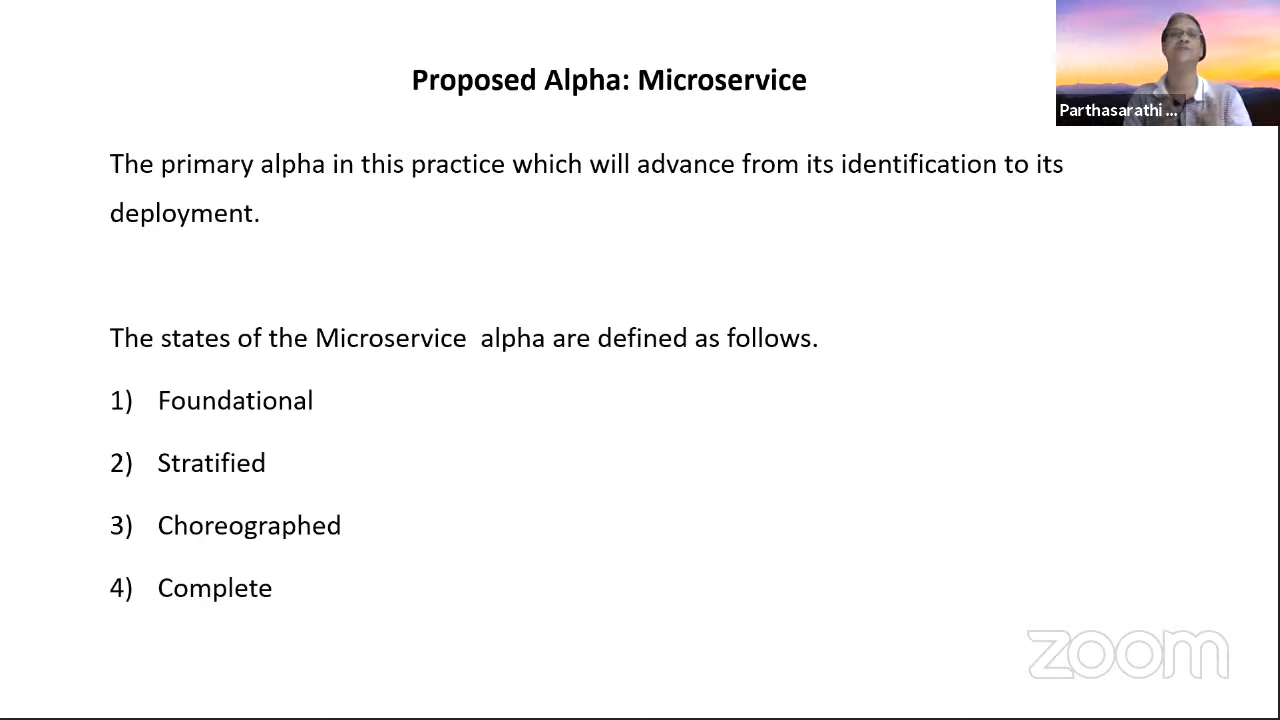 Proposed Alpha: Microservice
Parthasarathi ...
The primary alpha in this practice which will advance from its identification to its
deployment.
The states of the Microservice alpha are defined as follows.
1) Foundational
2) Stratified
3) Choreographed
4) Complete
zoom